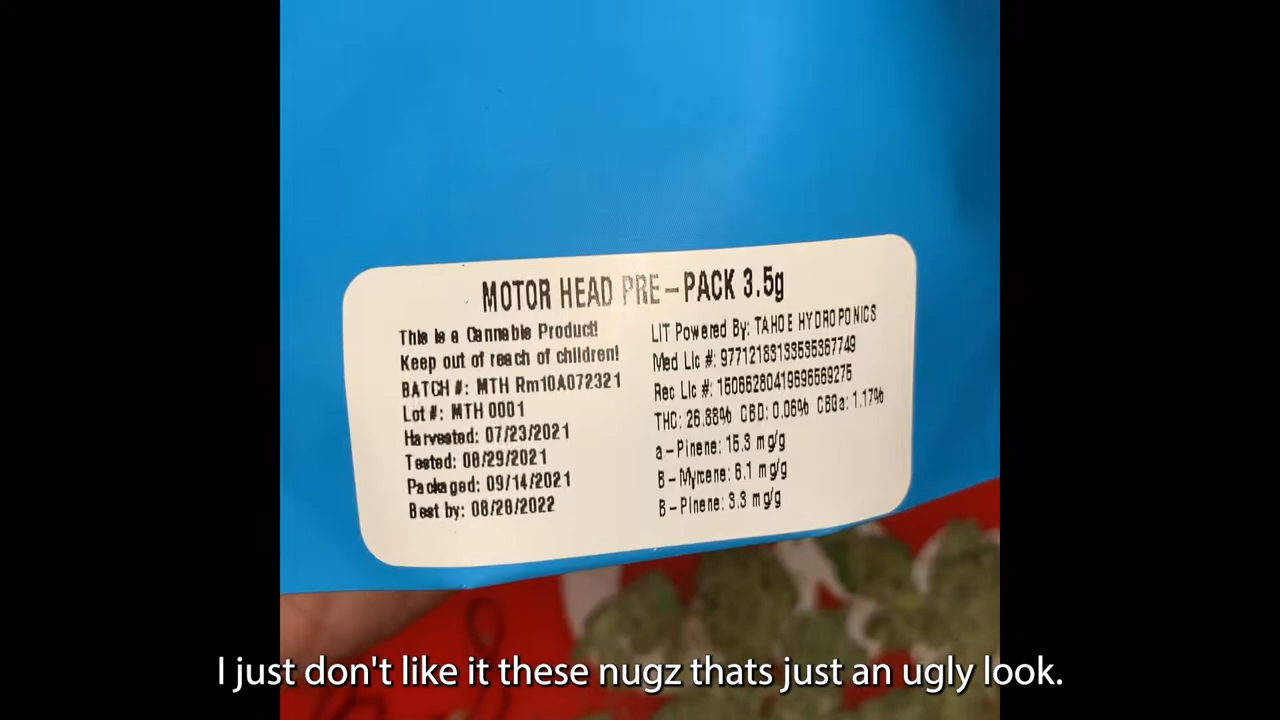 MOTOR HEAD PRE-PACK 3.5g
This is a Cannabis Product!
Keep out of reach of children!
BATCH #: MTH Rm10A072321
Lot #: MTH 0001
Harvested: 07/23/2021
Tested: 08/29/2021
Packaged: 09/14/2021
Best by: 08/28/2022
LIT Powered By: TAHOE HYDROPONICS
Med Lic #: 97712183133535367749
Rec Lic #: 15066280419696569275
THC: 26.88% CBD: 0.06% CBGa: 1.17%
a-Pinene: 15.3 mg/g
B-Myrcene: 6.1 mg/g
B-Pinene: 3.3 mg/g
I just don't like it these nugz thats just an ugly look.